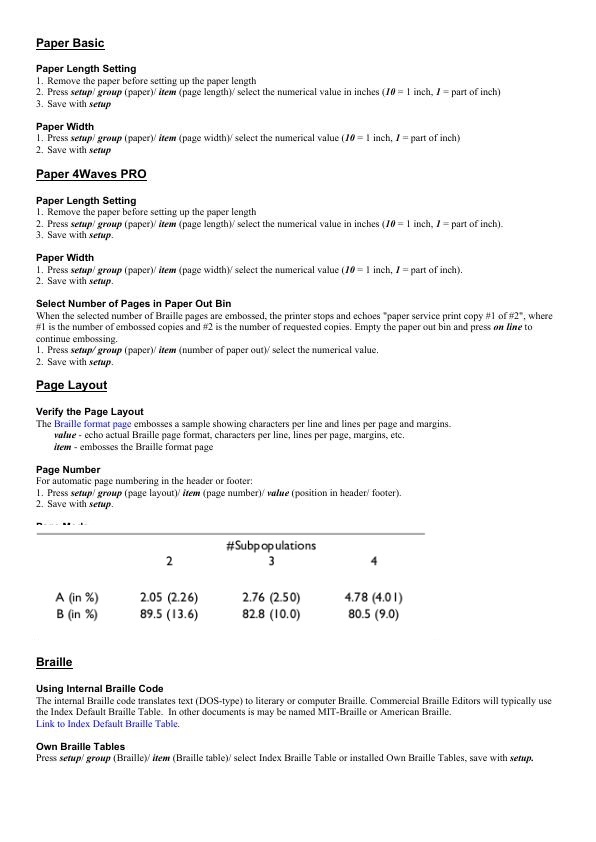 Paper Basic
Paper Length Setting
1. Remove the paper before setting up the paper length
2. Press setup/ group (paper)/ item (page length)/ select the numerical value in inches (10 = 1 inch, 1 = part of inch)
3. Save with setup
Paper Width
1. Press setup/ group (paper)/ item (page width)/ select the numerical value (10 = 1 inch, 1 = part of inch)
2. Save with setup
Paper 4Waves PRO
Paper Length Setting
1. Remove the paper before setting up the paper length
2. Press setup/ group (paper)/ item (page length)/ select the numerical value in inches (10 = 1 inch, 1 = part of inch).
3. Save with setup.
Paper Width
1. Press setup/ group (paper)/ item (page width)/ select the numerical value (10 = 1 inch, 1 = part of inch).
2. Save with setup.
Select Number of Pages in Paper Out Bin
When the selected number of Braille pages are embossed, the printer stops and echoes "paper service print copy #1 of #2", where
#1 is the number of embossed copies and #2 is the number of requested copies. Empty the paper out bin and press on line to
continue embossing.
1. Press setup/ group (paper)/ item (number of paper out)/ select the numerical value.
2. Save with setup.
Page Layout
Verify the Page Layout
The Braille format page embosses a sample showing characters per line and lines per page and margins.
value - echo actual Braille page format, characters per line, lines per page, margins, etc.
item - embosses the Braille format page
Page Number
For automatic page numbering in the header or footer:
1. Press setup/ group (page layout)/ item (page number)/ value (position in header/ footer).
2. Save with setup.
#Subpopulations
2 3 4
A (in %) 2.05 (2.26) 2.76 (2.50) 4.78 (4.01)
B (in %) 89.5 (13.6) 82.8 (10.0) 80.5 (9.0)
Braille
Using Internal Braille Code
The internal Braille code translates text (DOS-type) to literary or computer Braille. Commercial Braille Editors will typically use
the Index Default Braille Table. In other documents is may be named MIT-Braille or American Braille.
Link to Index Default Braille Table.
Own Braille Tables
Press setup/ group (Braille)/ item (Braille table)/ select Index Braille Table or installed Own Braille Tables, save with setup.